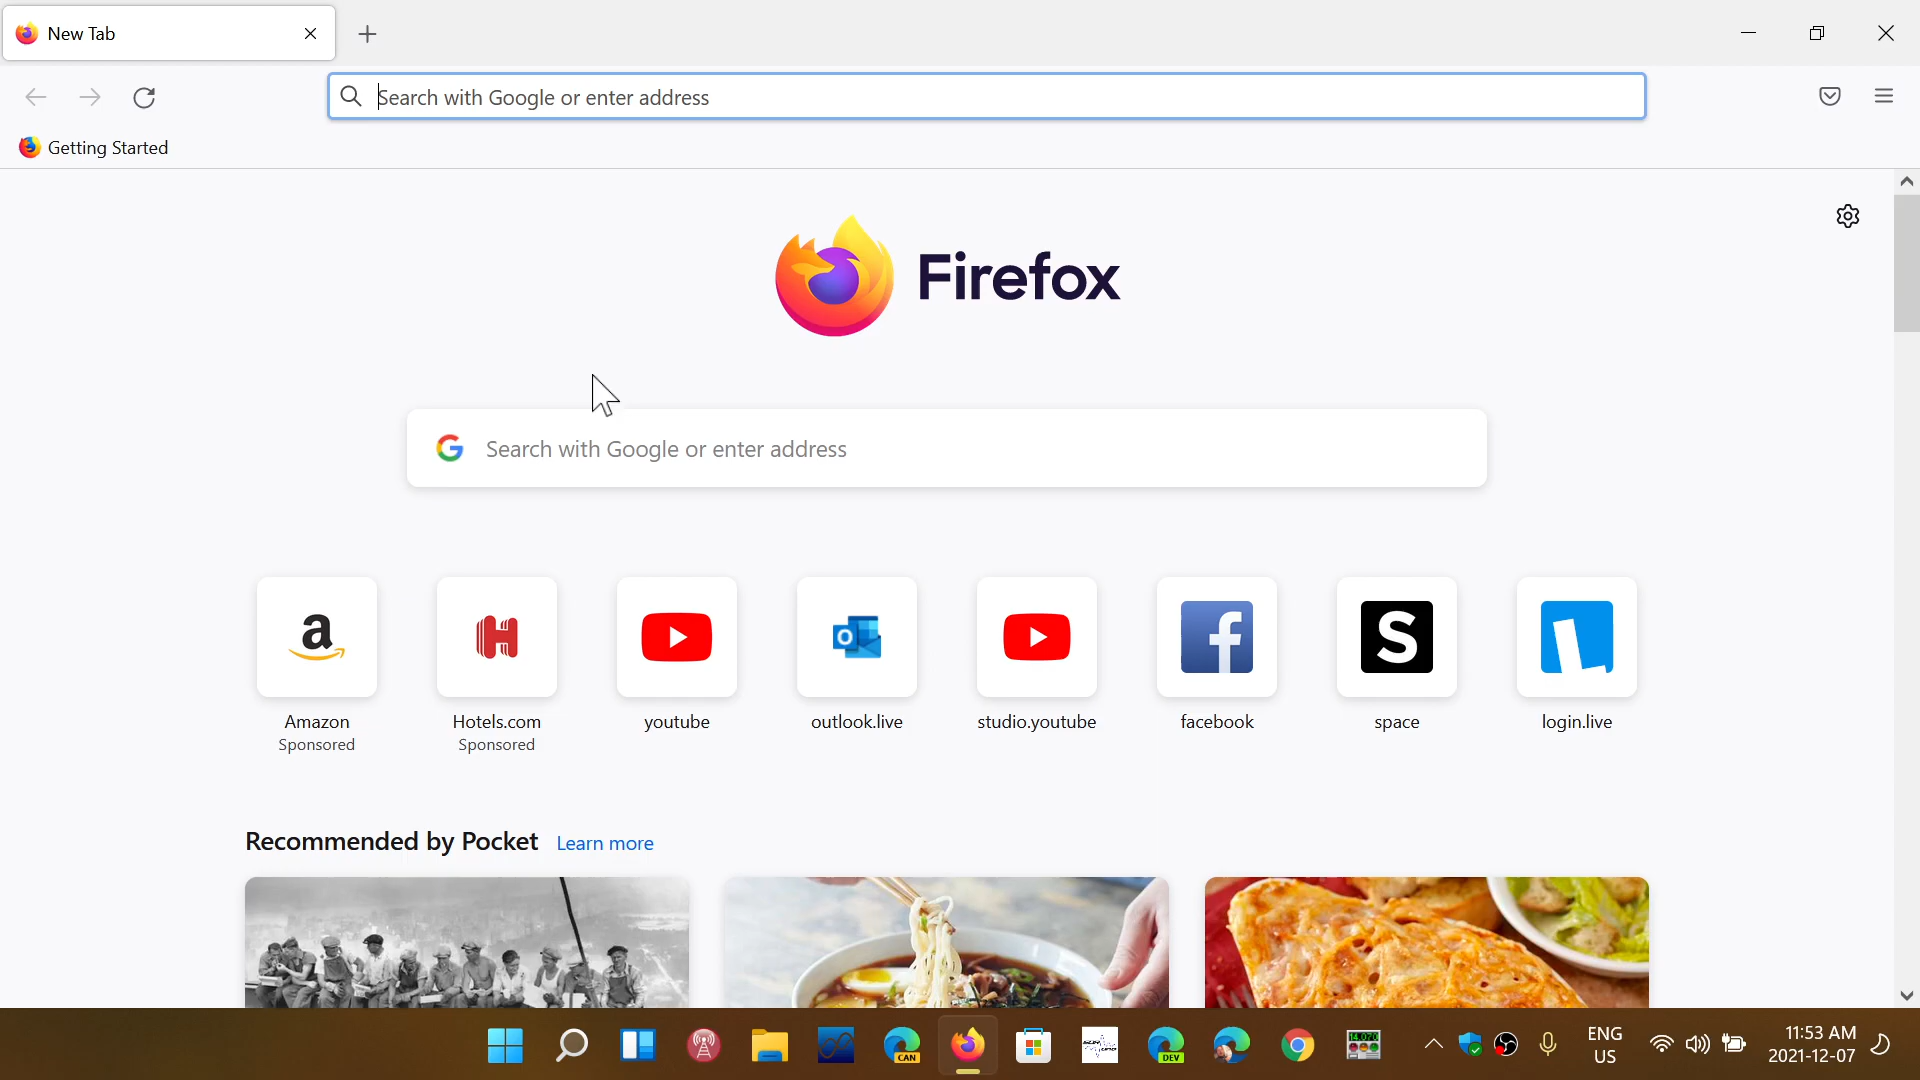 New Tab
Search with Google or enter address
Getting Started
Firefox
Search with Google or enter address
Amazon
Sponsored
Hotels.com
Sponsored
youtube
outlook.live
studio.youtube
facebook
space
login.live
Recommended by Pocket Learn more
CAN
DEV
ENG
US
11:53 AM
2021-12-07